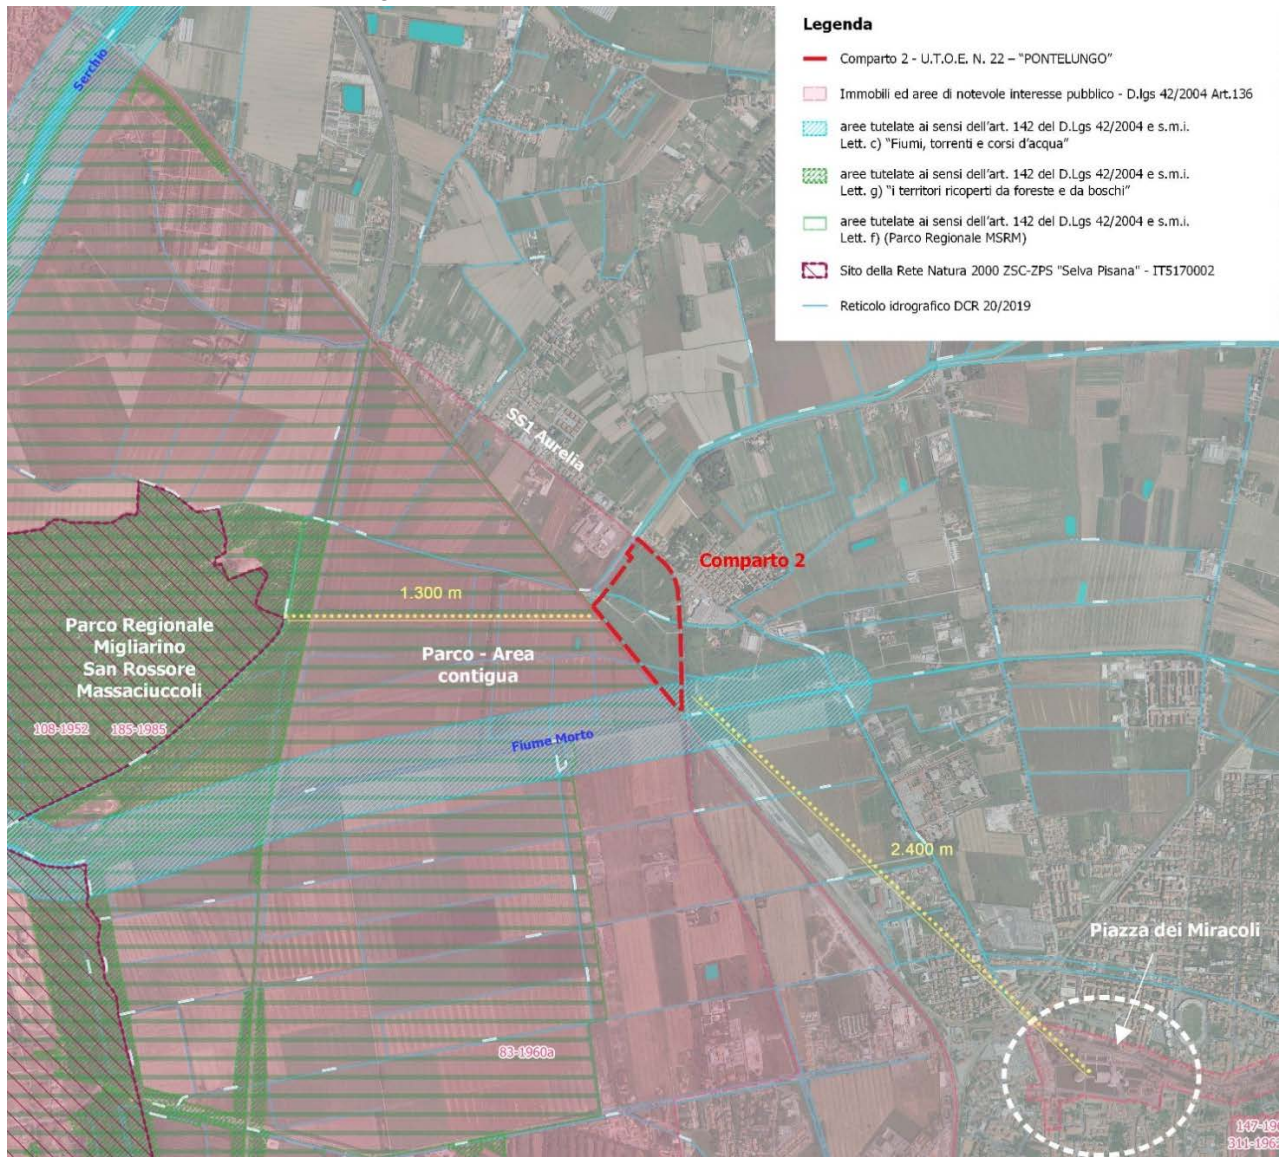 Legenda
Comparto 2 - U.T.O.E. N. 22 – "PONTELUNGO"
Immobili ed aree di notevole interesse pubblico - D.lgs 42/2004 Art.136
aree tutelate ai sensi dell'art. 142 del D.Lgs 42/2004 e s.m.i.
Lett. c) "Fiumi, torrenti e corsi d'acqua"
aree tutelate ai sensi dell'art. 142 del D.Lgs 42/2004 e s.m.i.
Lett. g) "i territori ricoperti da foreste e da boschi"
aree tutelate ai sensi dell'art. 142 del D.Lgs 42/2004 e s.m.i.
Lett. f) (Parco Regionale MSRM)
Sito della Rete Natura 2000 ZSC-ZPS "Selva Pisana" - IT5170002
Reticolo idrografico DCR 20/2019
Serchio
SS1 Aurelia
Comparto 2
1.300 m
Parco Regionale
Migliarino
San Rossore
Massaciuccoli
Parco - Area
contigua
108-1952 185-1985
Fiume Morto
2.400 m
Piazza dei Miracoli
83-1960a